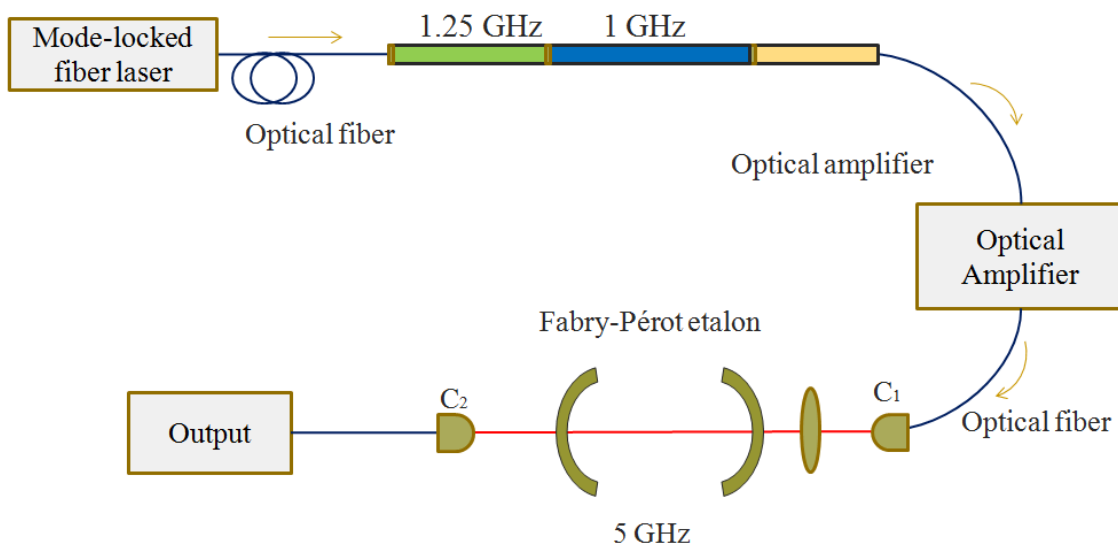 Mode-locked
fiber laser
1.25 GHz
1 GHz
Optical fiber
Optical amplifier
Optical
Amplifier
Fabry-Pérot etalon
C2
C1
Output
Optical fiber
5 GHz